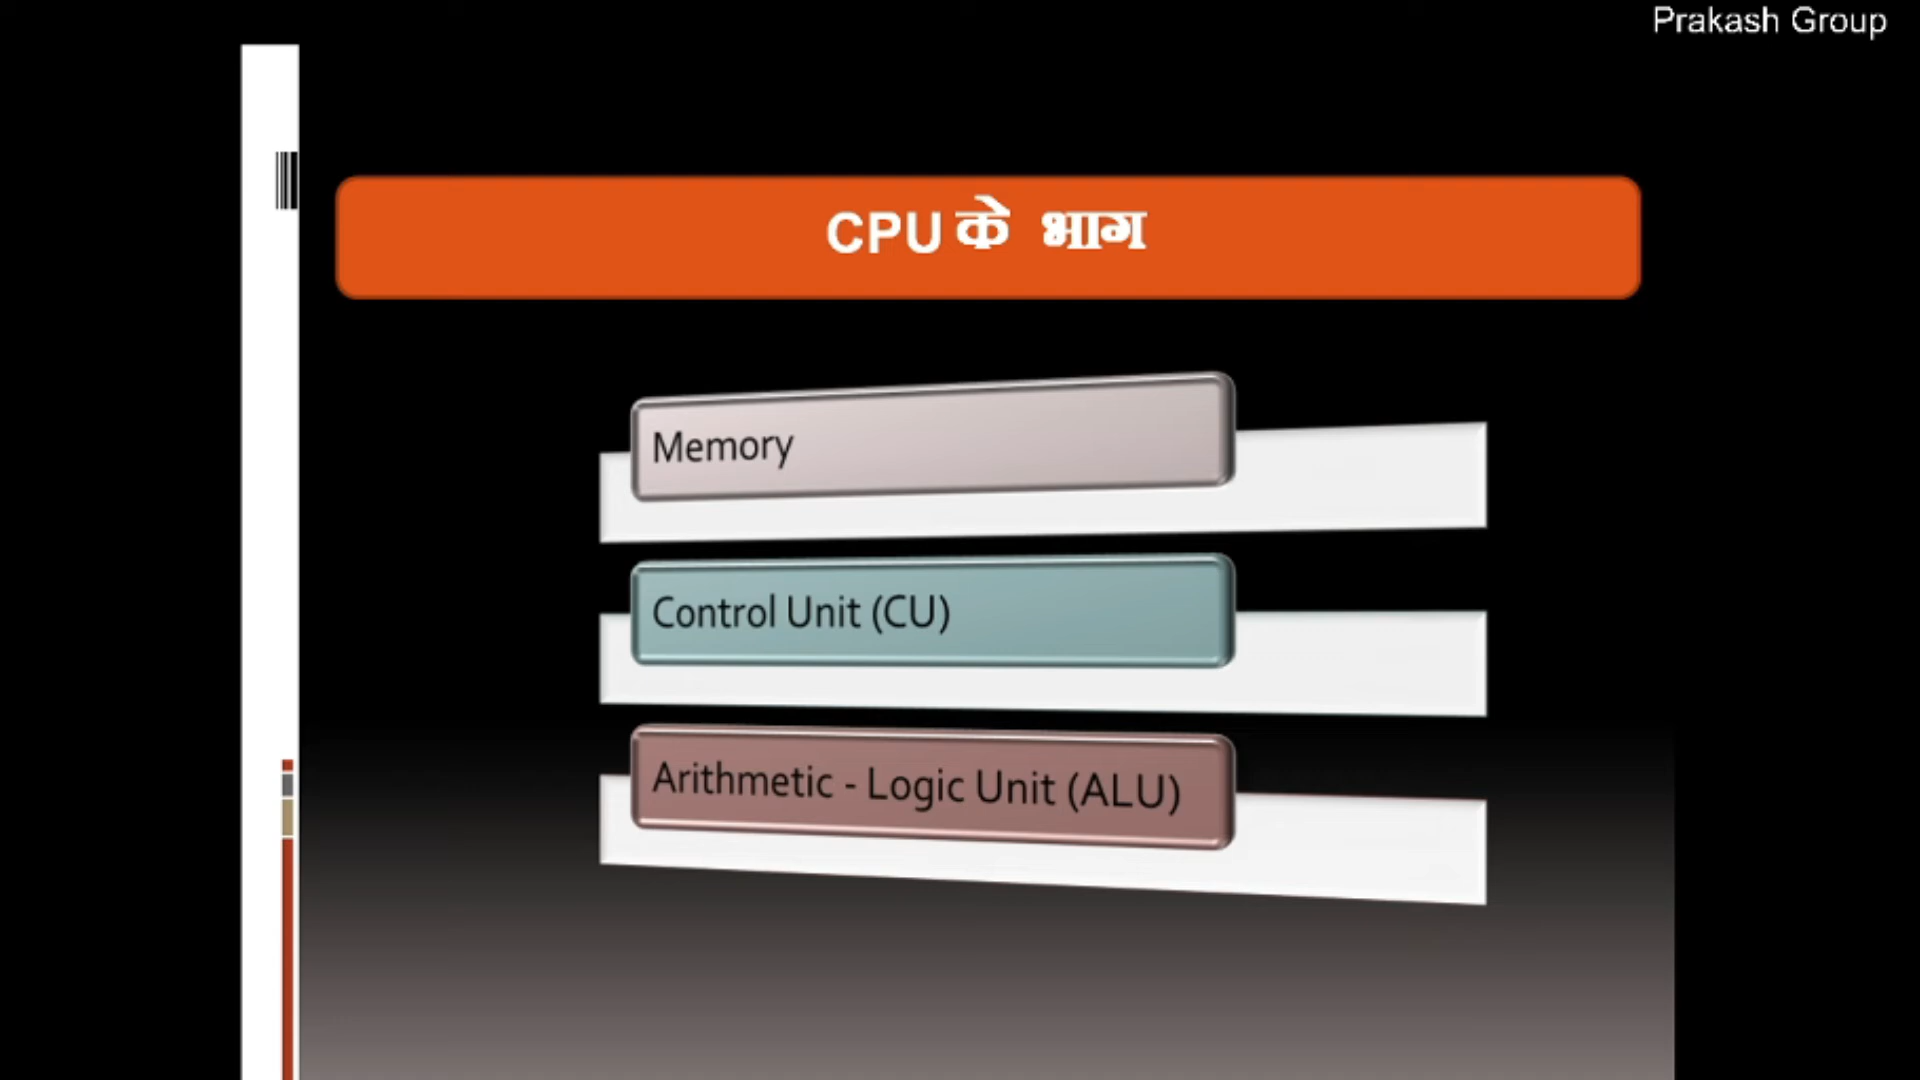 Prakash Group
CPU के भाग
Memory
Control Unit (CU)
Arithmetic - Logic Unit (ALU)